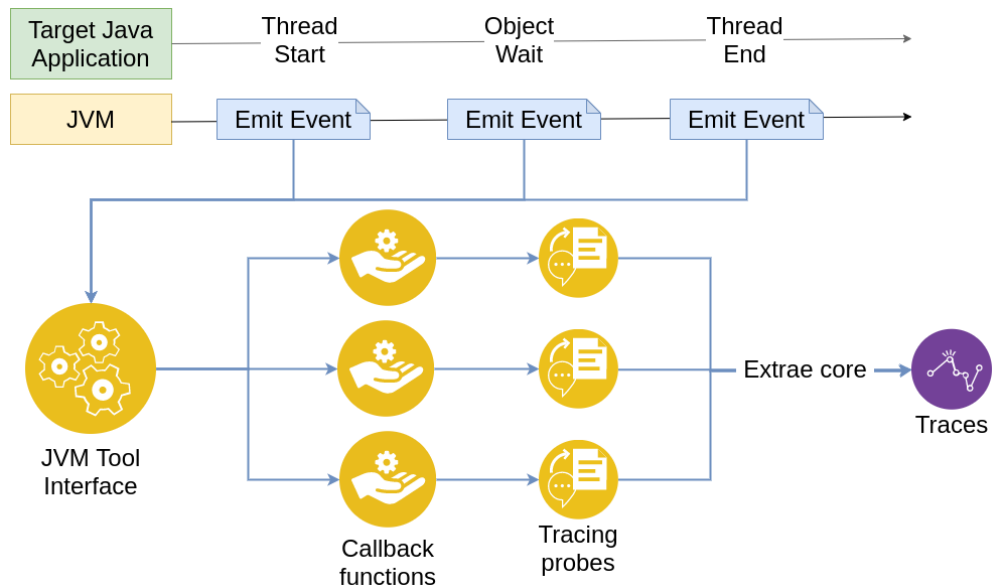 Target Java
Application
Thread
Start
Object
Wait
Thread
End
JVM
Emit Event
Emit Event
Emit Event
JVM Tool
Interface
Callback
functions
Tracing
probes
Extrae core
Traces